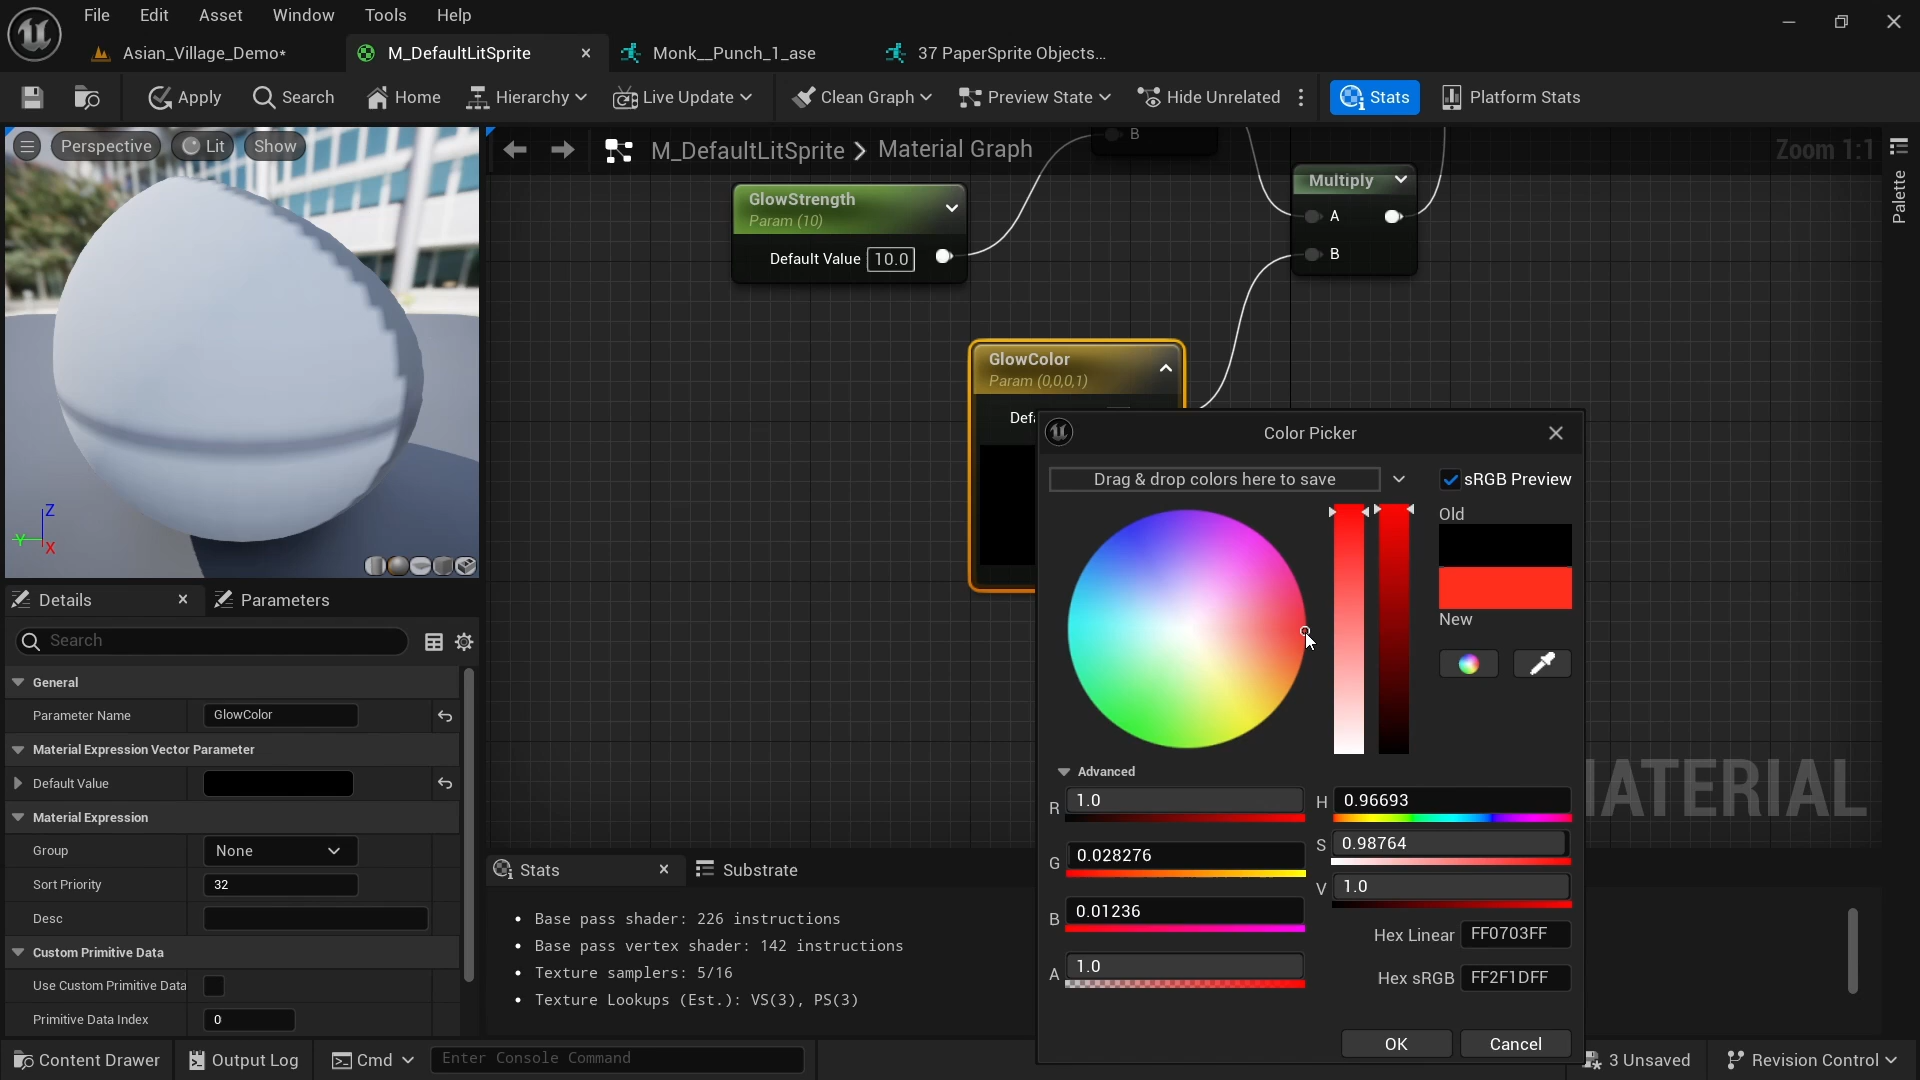 File Edit Asset Window Tools Help
Asian_Village_Demo*
M_DefaultLitSprite
Monk__Punch_1_ase
37 PaperSprite Objects...
Apply Search Home Hierarchy Live Update Clean Graph Preview State Hide Unrelated Stats Platform Stats
Perspective Lit Show
M_DefaultLitSprite Material Graph
Zoom 1:1
Palette
B
GlowStrength
Param (10)
Default Value 10.0
Multiply
A
B
GlowColor
Param (0,0,0,1)
Z
Y
X
Color Picker
Drag & drop colors here to save
sRGB Preview
Old
New
Advanced
R 1.0
G 0.028276
B 0.01236
A 1.0
H 0.96693
S 0.98764
V 1.0
Hex Linear FF0703FF
Hex sRGB FF2F1DFF
OK Cancel
Details Parameters
Search
General
Parameter Name GlowColor
Material Expression Vector Parameter
Default Value
Material Expression
Group None
Sort Priority 32
Desc
Custom Primitive Data
Use Custom Primitive Data
Primitive Data Index 0
Stats Substrate
• Base pass shader: 226 instructions
• Base pass vertex shader: 142 instructions
• Texture samplers: 5/16
• Texture Lookups (Est.): VS(3), PS(3)
Content Drawer Output Log Cmd Enter Console Command 3 Unsaved Revision Control